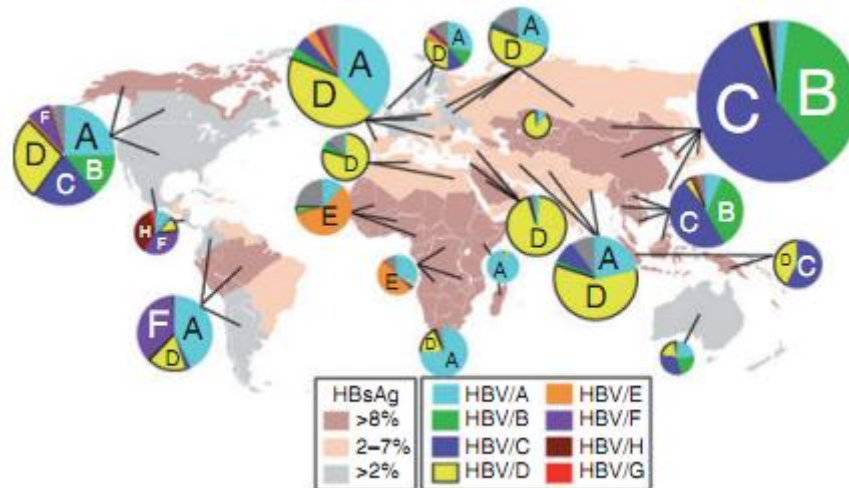 A
D
A
D
A
D
C
B
F
A
D
B
C
E
D
C
B
H
F
E
A
A
D
D
C
F
A
D
D
A
HBsAg
>8%
2–7%
>2%
HBV/A
HBV/E
HBV/B
HBV/F
HBV/C
HBV/H
HBV/D
HBV/G